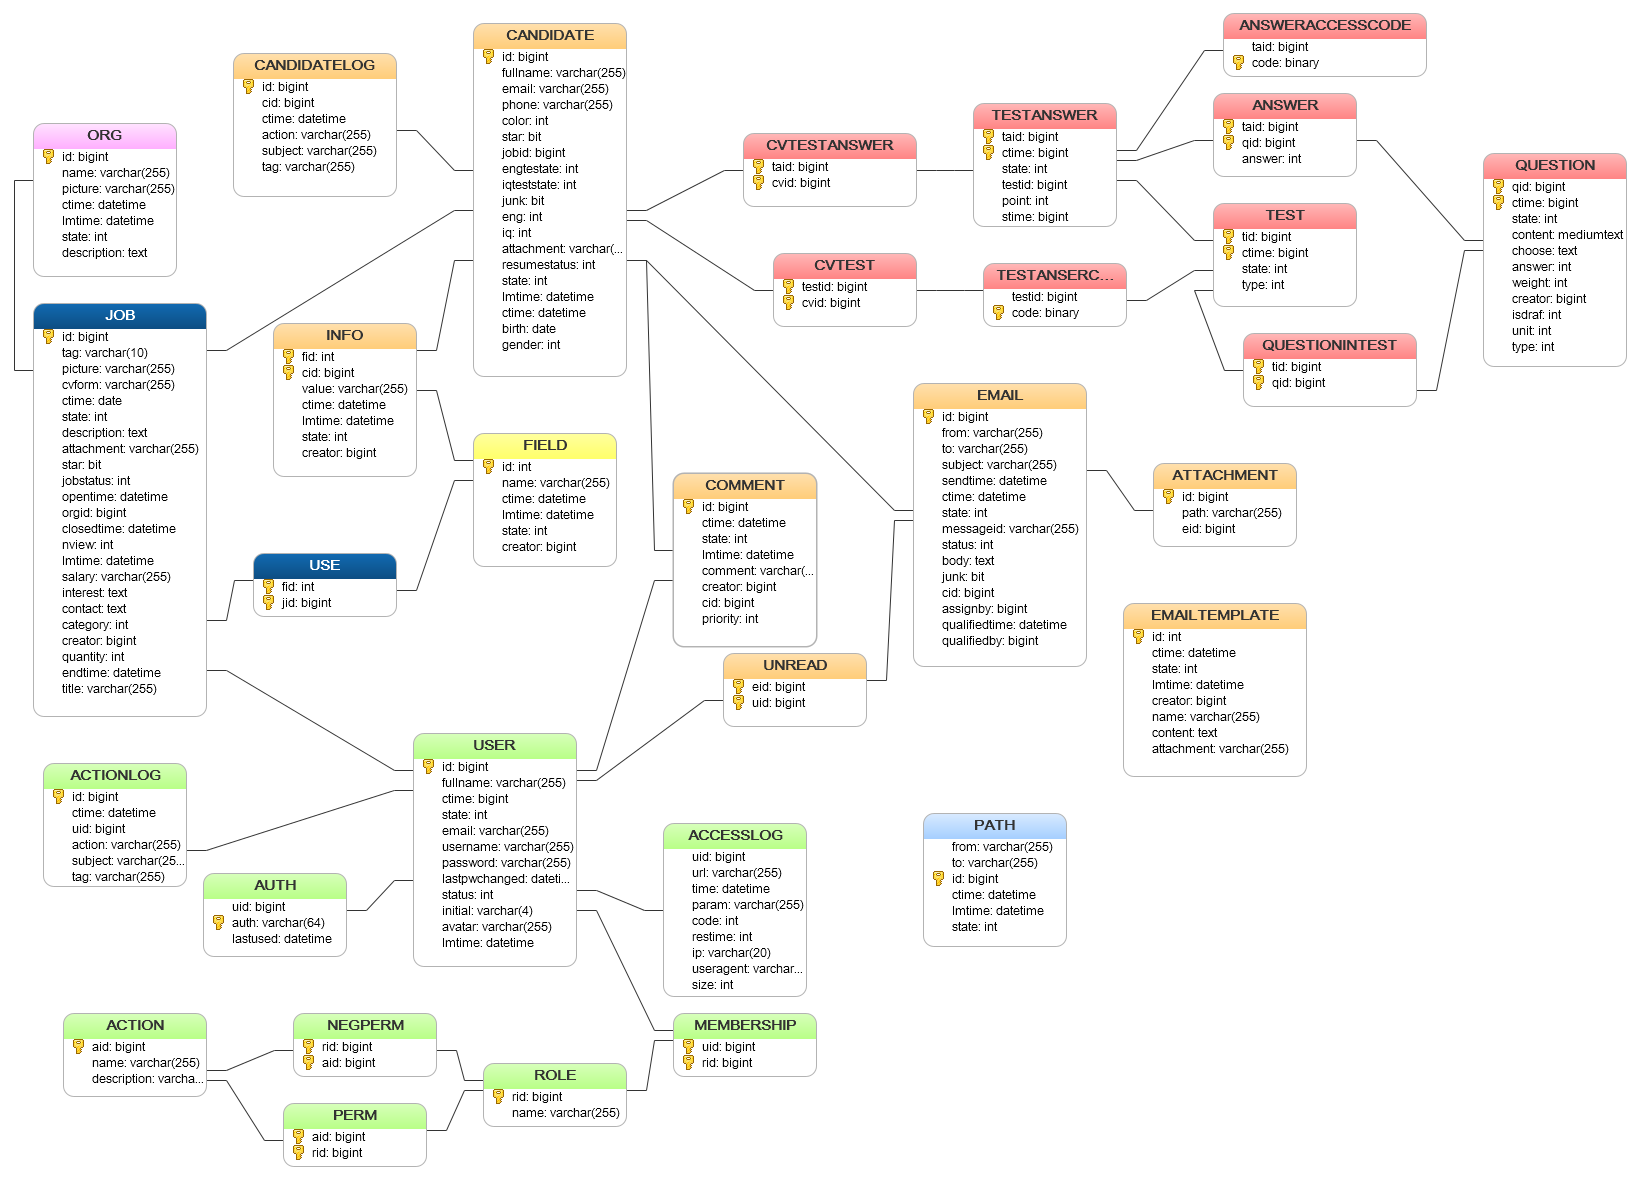 ORG
id: bigint
name: varchar(255)
picture: varchar(255)
ctime: datetime
lmtime: datetime
state: int
description: text
CANDIDATELOG
id: bigint
cid: bigint
ctime: datetime
action: varchar(255)
subject: varchar(255)
tag: varchar(255)
CANDIDATE
id: bigint
fullname: varchar(255)
email: varchar(255)
phone: varchar(255)
color: int
star: bit
jobid: bigint
engtestate: int
iqteststate: int
junk: bit
eng: int
iq: int
attachment: varchar(...
resumestatus: int
state: int
lmtime: datetime
ctime: datetime
birth: date
gender: int
CVTESTANSWER
taid: bigint
cvid: bigint
TESTANSWER
taid: bigint
ctime: bigint
state: int
testid: bigint
point: int
stime: bigint
ANSWERACCESSCODE
taid: bigint
code: binary
ANSWER
taid: bigint
qid: bigint
answer: int
QUESTION
qid: bigint
ctime: bigint
state: int
content: mediumtext
choose: text
answer: int
weight: int
creator: bigint
isdraf: int
unit: int
type: int
TEST
tid: bigint
ctime: bigint
state: int
type: int
CVTEST
testid: bigint
cvid: bigint
TESTANSERC...
testid: bigint
code: binary
QUESTIONINTEST
tid: bigint
qid: bigint
JOB
id: bigint
tag: varchar(10)
picture: varchar(255)
cvform: varchar(255)
ctime: date
state: int
description: text
attachment: varchar(255)
star: bit
jobstatus: int
opentime: datetime
orgid: bigint
closedtime: datetime
nview: int
lmtime: datetime
salary: varchar(255)
interest: text
contact: text
category: int
creator: bigint
quantity: int
endtime: datetime
title: varchar(255)
INFO
fid: int
cid: bigint
value: varchar(255)
ctime: datetime
lmtime: datetime
state: int
creator: bigint
FIELD
id: int
name: varchar(255)
ctime: datetime
lmtime: datetime
state: int
creator: bigint
USE
fid: int
jid: bigint
COMMENT
id: bigint
ctime: datetime
state: int
lmtime: datetime
comment: varchar(...
creator: bigint
cid: bigint
priority: int
EMAIL
id: bigint
from: varchar(255)
to: varchar(255)
subject: varchar(255)
sendtime: datetime
ctime: datetime
state: int
messageid: varchar(255)
status: int
body: text
junk: bit
cid: bigint
assignby: bigint
qualifiedtime: datetime
qualifiedby: bigint
ATTACHMENT
id: bigint
path: varchar(255)
eid: bigint
EMAILTEMPLATE
id: int
ctime: datetime
state: int
lmtime: datetime
creator: bigint
name: varchar(255)
content: text
attachment: varchar(255)
UNREAD
eid: bigint
uid: bigint
USER
id: bigint
fullname: varchar(255)
ctime: bigint
state: int
email: varchar(255)
username: varchar(255)
password: varchar(255)
lastpwchanged: dateti...
status: int
initial: varchar(4)
avatar: varchar(255)
lmtime: datetime
ACTIONLOG
id: bigint
ctime: datetime
uid: bigint
action: varchar(255)
subject: varchar(25...
tag: varchar(255)
AUTH
uid: bigint
auth: varchar(64)
lastused: datetime
ACCESSLOG
uid: bigint
url: varchar(255)
time: datetime
param: varchar(255)
code: int
restime: int
ip: varchar(20)
useragent: varchar...
size: int
PATH
from: varchar(255)
to: varchar(255)
id: bigint
ctime: datetime
lmtime: datetime
state: int
ACTION
aid: bigint
name: varchar(255)
description: varcha...
NEGPERM
rid: bigint
aid: bigint
PERM
aid: bigint
rid: bigint
ROLE
rid: bigint
name: varchar(255)
MEMBERSHIP
uid: bigint
rid: bigint